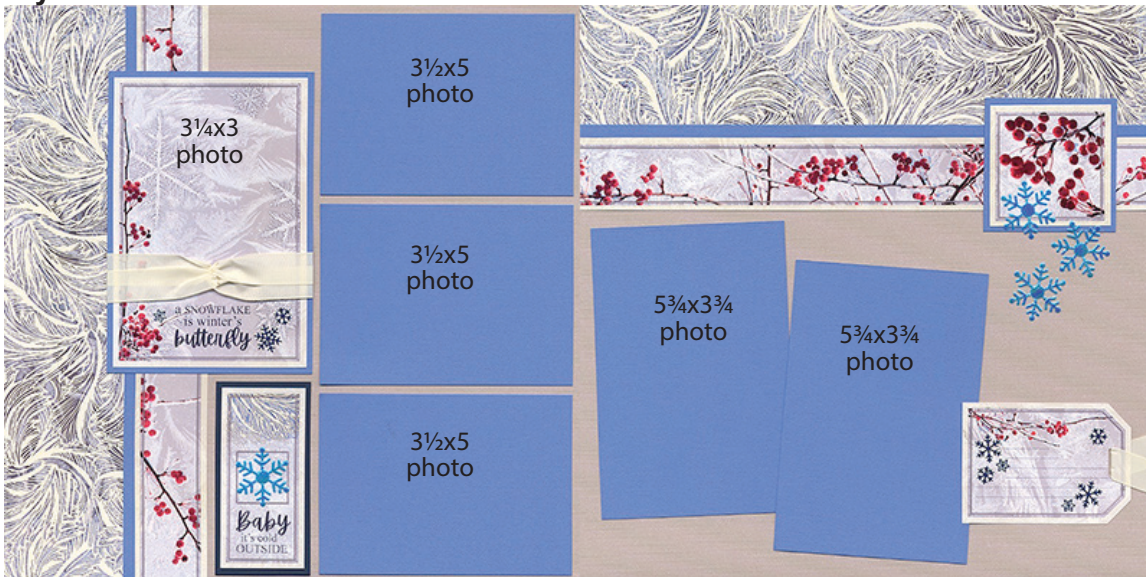 3¼x3
photo
a SNOWFLAKE
is winter's
butterfly
Baby
it's cold
OUTSIDE
3½x5
photo
3½x5
photo
3½x5
photo
5¾x3¾
photo
5¾x3¾
photo